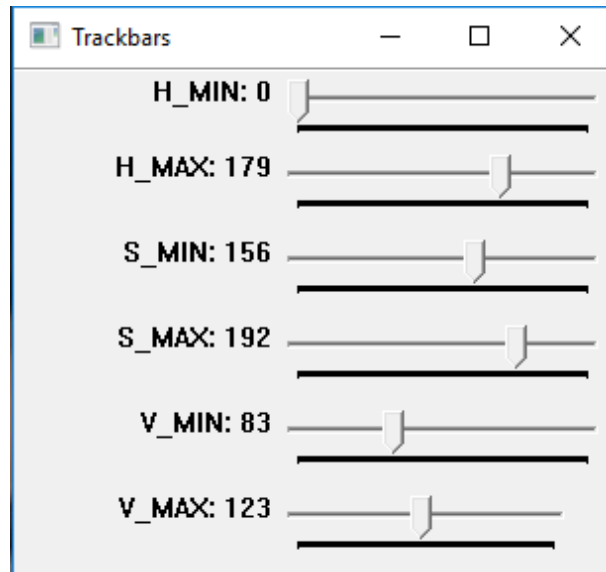 Trackbars
H_MIN: 0
H_MAX: 179
S_MIN: 156
S_MAX: 192
V_MIN: 83
V_MAX: 123